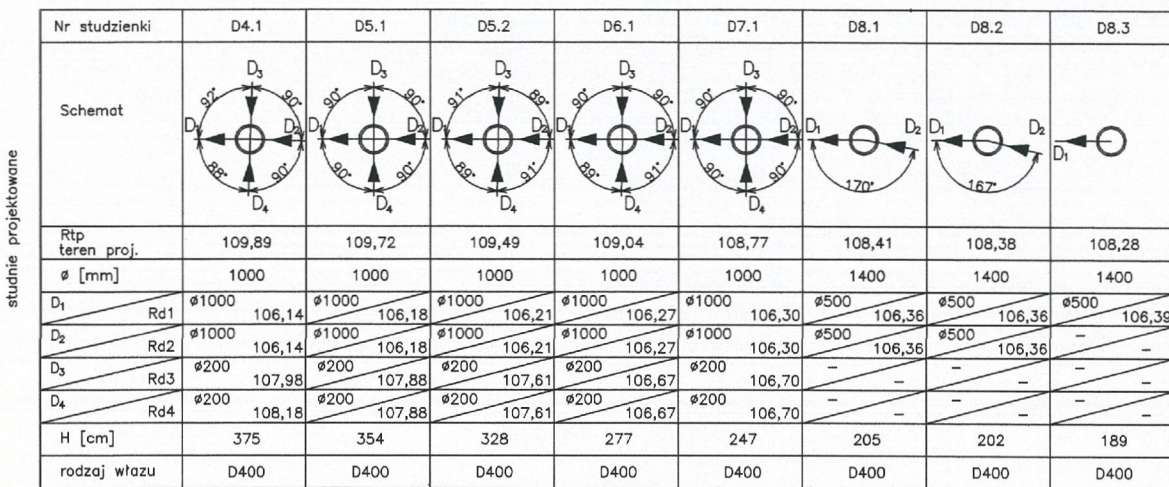 studnie projektowane
Nr studzienki D4.1 D5.1 D5.2 D6.1 D7.1 D8.1 D8.2 D8.3
Schemat
D₃ D₃ D₃ D₃ D₃
92° 90° 90° 90° 91° 89° 90° 90° 90° 90°
D₁ D₂ D₁ D₂ D₁ D₂ D₁ D₂ D₁ D₂ D₁ D₂ D₁ D₂ D₁
88° 90° 90° 90° 89° 91° 89° 91° 90° 90° 170° 167°
D₄ D₄ D₄ D₄ D₄
Rtp
teren proj. 109,89 109,72 109,49 109,04 108,77 108,41 108,38 108,28
ø [mm] 1000 1000 1000 1000 1000 1400 1400 1400
D₁ ø1000 ø1000 ø1000 ø1000 ø1000 ø500 ø500 ø500
Rd1 106,14 106,18 106,21 106,27 106,30 106,36 106,36 106,39
D₂ ø1000 ø1000 ø1000 ø1000 ø1000 ø500 ø500 –
Rd2 106,14 106,18 106,21 106,27 106,30 106,36 106,36 –
D₃ ø200 ø200 ø200 ø200 ø200 – – –
Rd3 107,98 107,88 107,61 106,67 106,70 – – –
D₄ ø200 ø200 ø200 ø200 ø200 – – –
Rd4 108,18 107,88 107,61 106,67 106,70 – – –
H [cm] 375 354 328 277 247 205 202 189
rodzaj włazu D400 D400 D400 D400 D400 D400 D400 D400